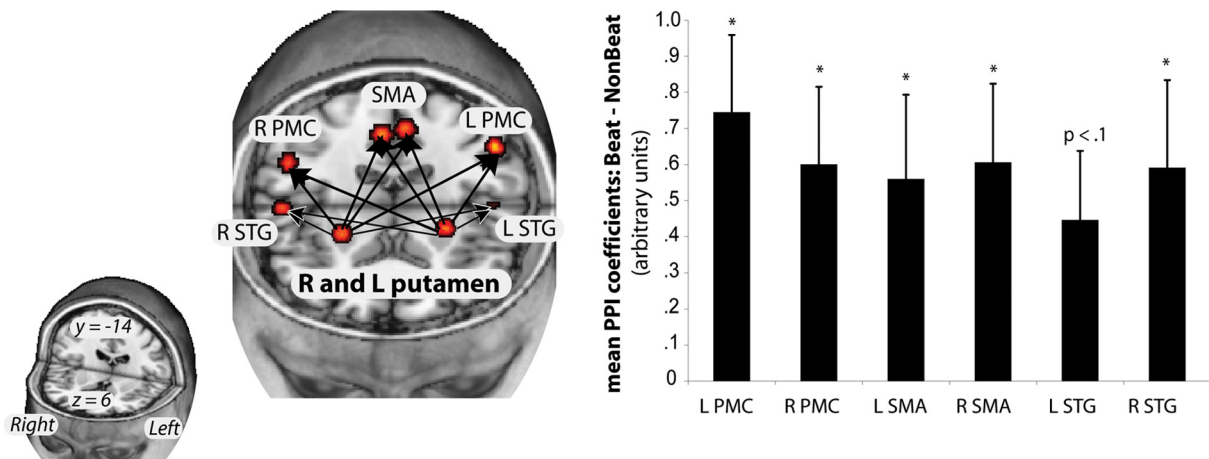 SMA
R PMC
L PMC
R STG
L STG
R and L putamen
y = -14
z = 6
Right
Left
mean PPI coefficients: Beat - NonBeat
(arbitrary units)
1.0
.9
.8
.7
.6
.5
.4
.3
.2
.1
0
*
*
*
*
p < .1
*
L PMC
R PMC
L SMA
R SMA
L STG
R STG